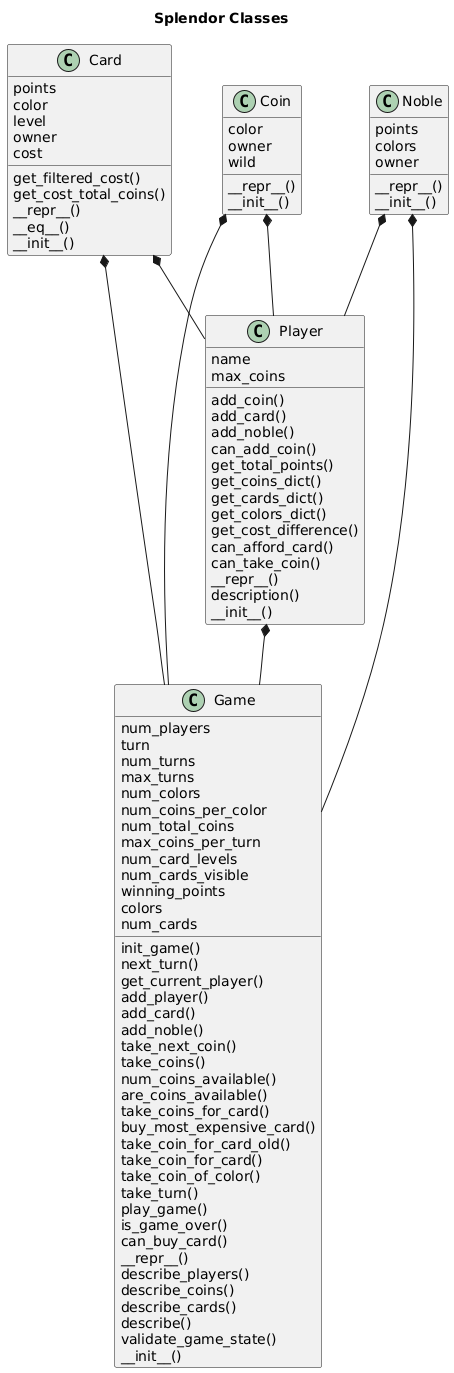 Splendor Classes
C Card
points
color
level
owner
cost
get_filtered_cost()
get_cost_total_coins()
__repr__()
__eq__()
__init__()
C Coin
color
owner
wild
__repr__()
__init__()
C Noble
points
colors
owner
__repr__()
__init__()
C Player
name
max_coins
add_coin()
add_card()
add_noble()
can_add_coin()
get_total_points()
get_coins_dict()
get_cards_dict()
get_colors_dict()
get_cost_difference()
can_afford_card()
can_take_coin()
__repr__()
description()
__init__()
C Game
num_players
turn
num_turns
max_turns
num_colors
num_coins_per_color
num_total_coins
max_coins_per_turn
num_card_levels
num_cards_visible
winning_points
colors
num_cards
init_game()
next_turn()
get_current_player()
add_player()
add_card()
add_noble()
take_next_coin()
take_coins()
num_coins_available()
are_coins_available()
take_coins_for_card()
buy_most_expensive_card()
take_coin_for_card_old()
take_coin_for_card()
take_coin_of_color()
take_turn()
play_game()
is_game_over()
can_buy_card()
__repr__()
describe_players()
describe_coins()
describe_cards()
describe()
validate_game_state()
__init__()